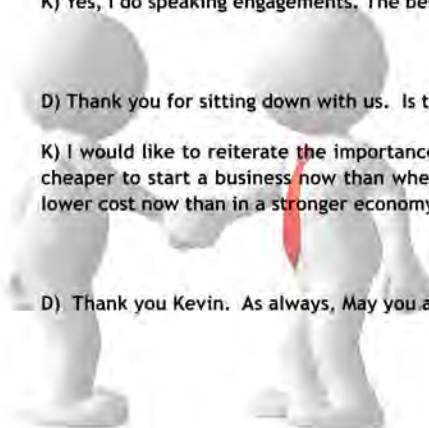 K) Yes, I do speaking engagements. The bes
D) Thank you for sitting down with us. Is t
K) I would like to reiterate the importance
cheaper to start a business now than whe
lower cost now than in a stronger economy
D) Thank you Kevin. As always, May you a